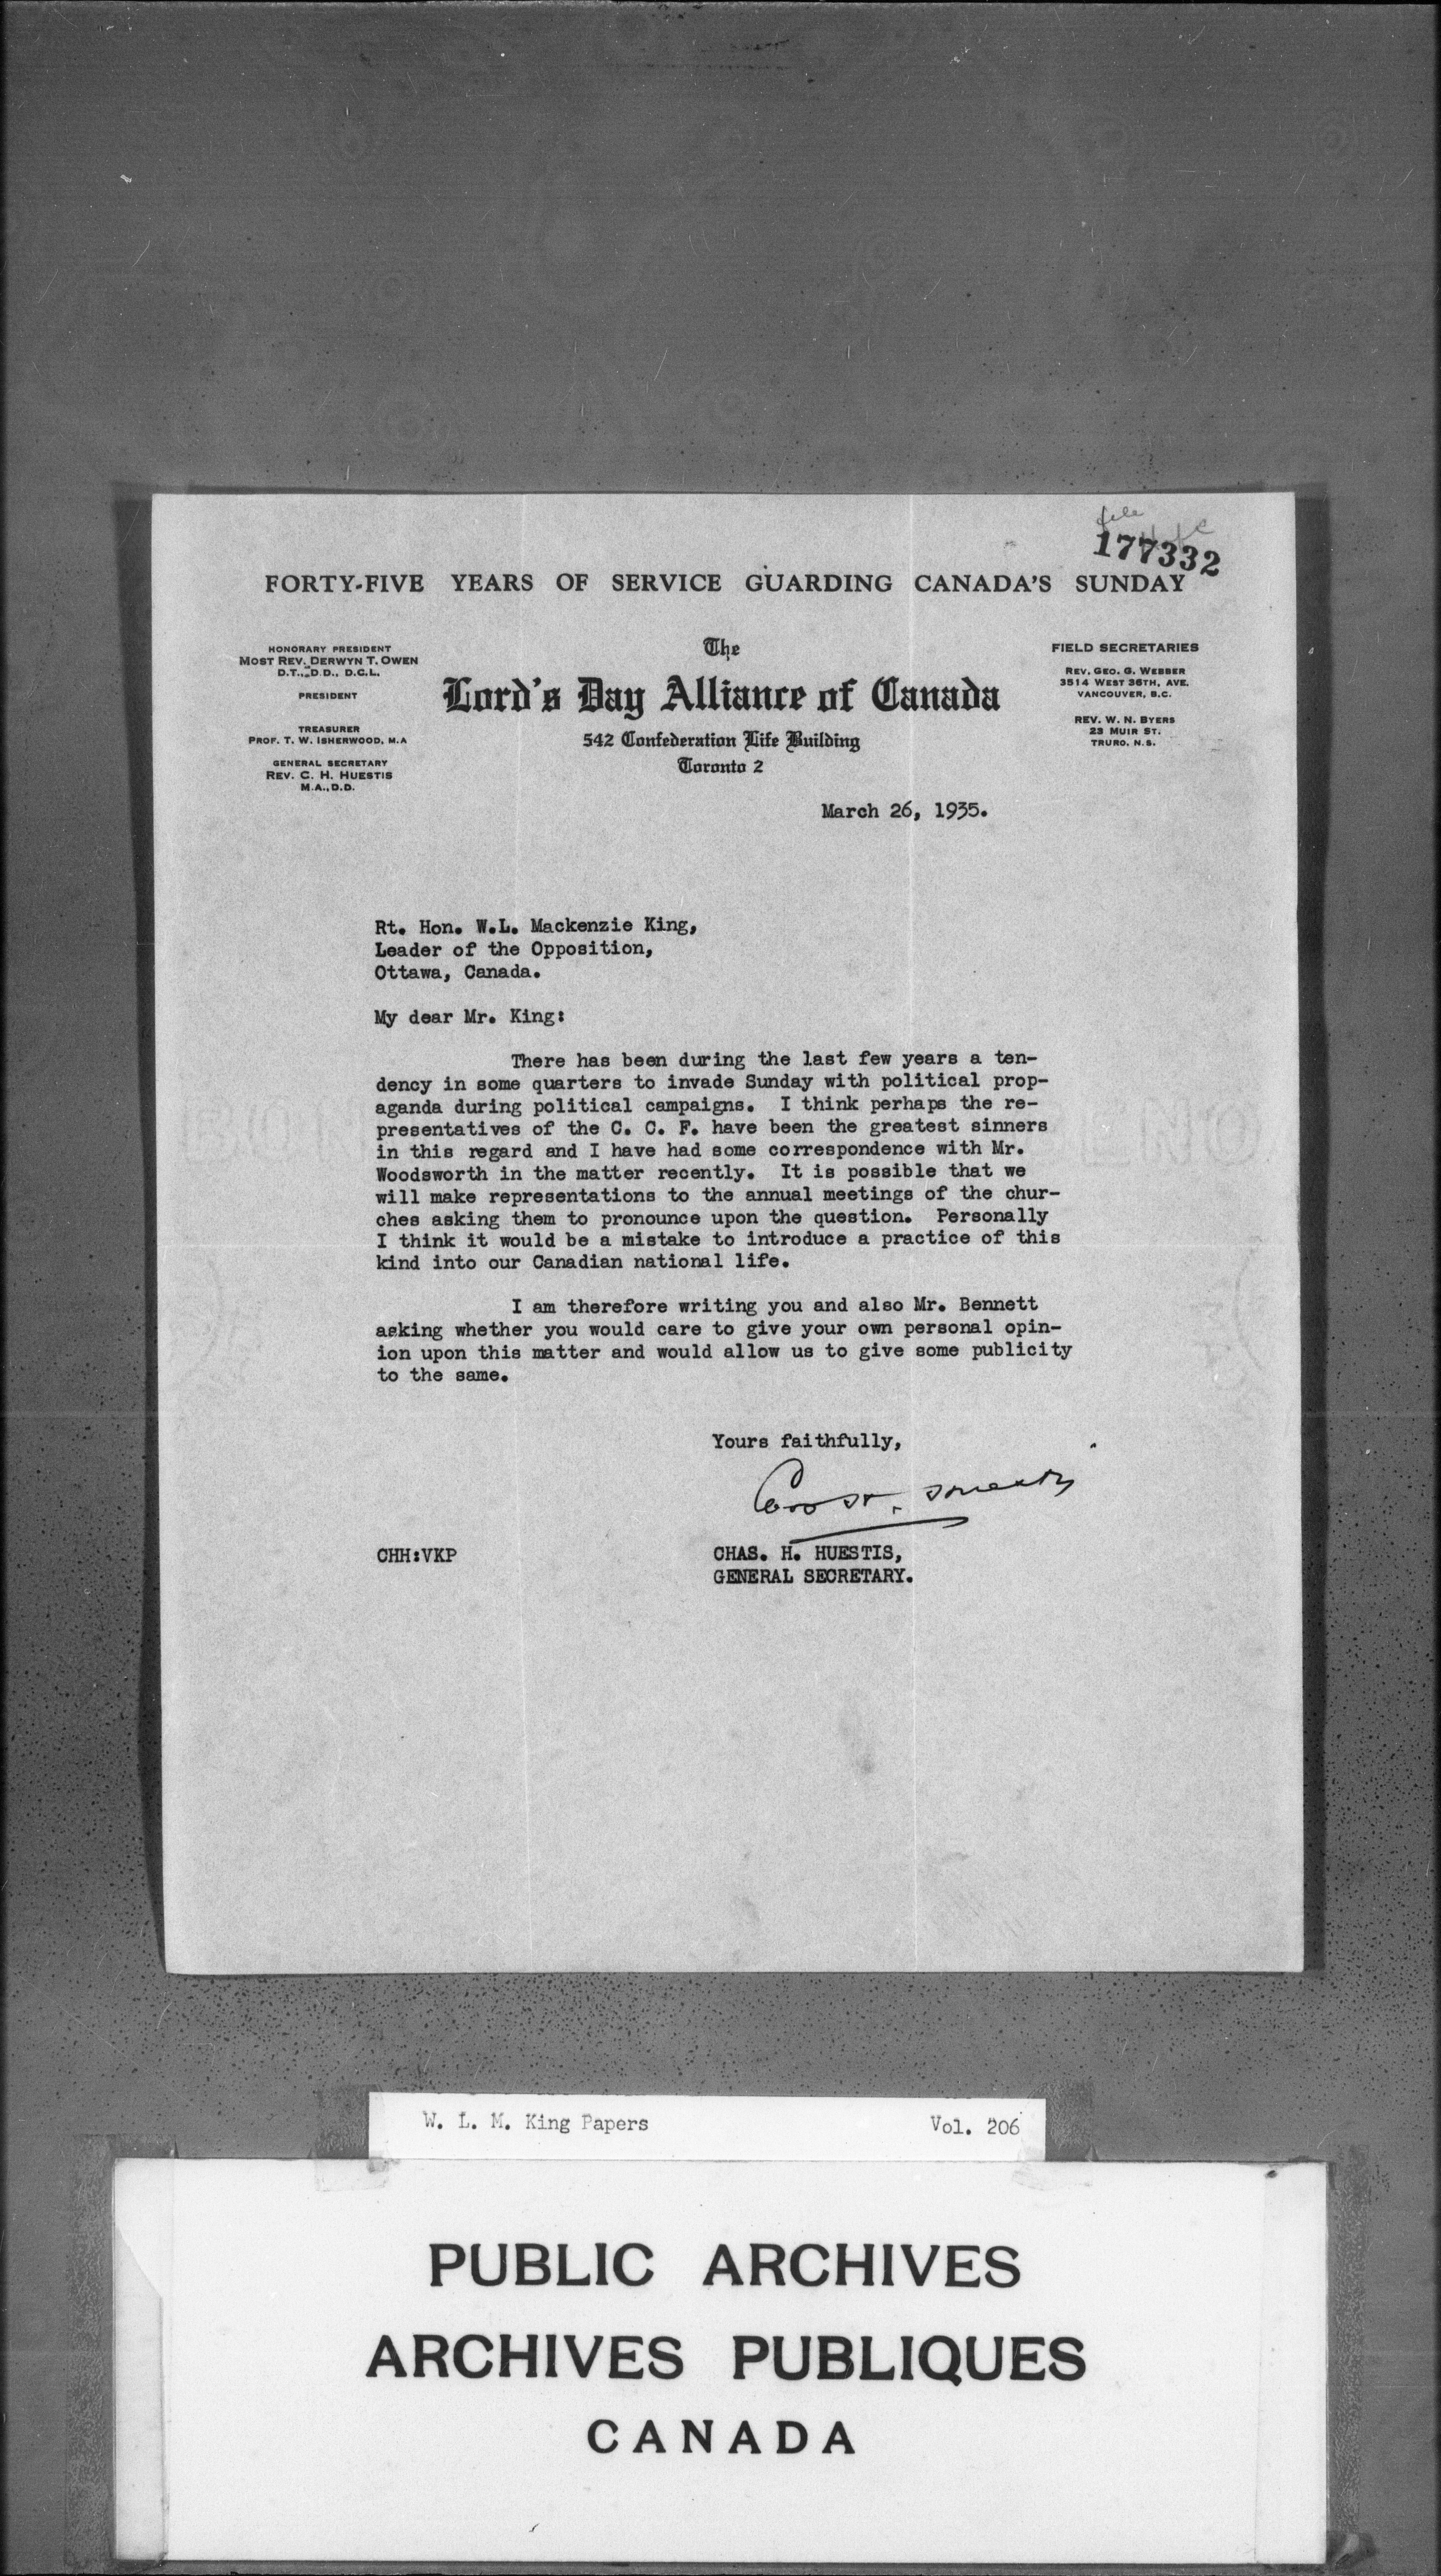 file
177332
FORTY-FIVE YEARS OF SERVICE GUARDING CANADA'S SUNDAY
HONORARY PRESIDENT
MOST REV. DERWYN T. OWEN
D.T., D.D., D.C.L.
PRESIDENT
TREASURER
PROF. T. W. ISHERWOOD, M.A
GENERAL SECRETARY
REV. C. H. HUESTIS
M.A., D.D.
The
Lord's Day Alliance of Canada
542 Confederation Life Building
Toronto 2
FIELD SECRETARIES
REV. GEO. G. WEBBER
3514 WEST 36TH, AVE.
VANCOUVER, B.C.
REV. W. N. BYERS
23 MUIR ST.
TRURO, N.S.
March 26, 1935.
Rt. Hon. W.L. Mackenzie King,
Leader of the Opposition,
Ottawa, Canada.
My dear Mr. King:
There has been during the last few years a ten-
dency in some quarters to invade Sunday with political prop-
aganda during political campaigns. I think perhaps the re-
presentatives of the C. C. F. have been the greatest sinners
in this regard and I have had some correspondence with Mr.
Woodsworth in the matter recently. It is possible that we
will make representations to the annual meetings of the chur-
ches asking them to pronounce upon the question. Personally
I think it would be a mistake to introduce a practice of this
kind into our Canadian national life.
I am therefore writing you and also Mr. Bennett
asking whether you would care to give your own personal opin-
ion upon this matter and would allow us to give some publicity
to the same.
Yours faithfully,
CHH:VKP
CHAS. H. HUESTIS,
GENERAL SECRETARY.
W. L. M. King Papers Vol. 206
PUBLIC ARCHIVES
ARCHIVES PUBLIQUES
CANADA